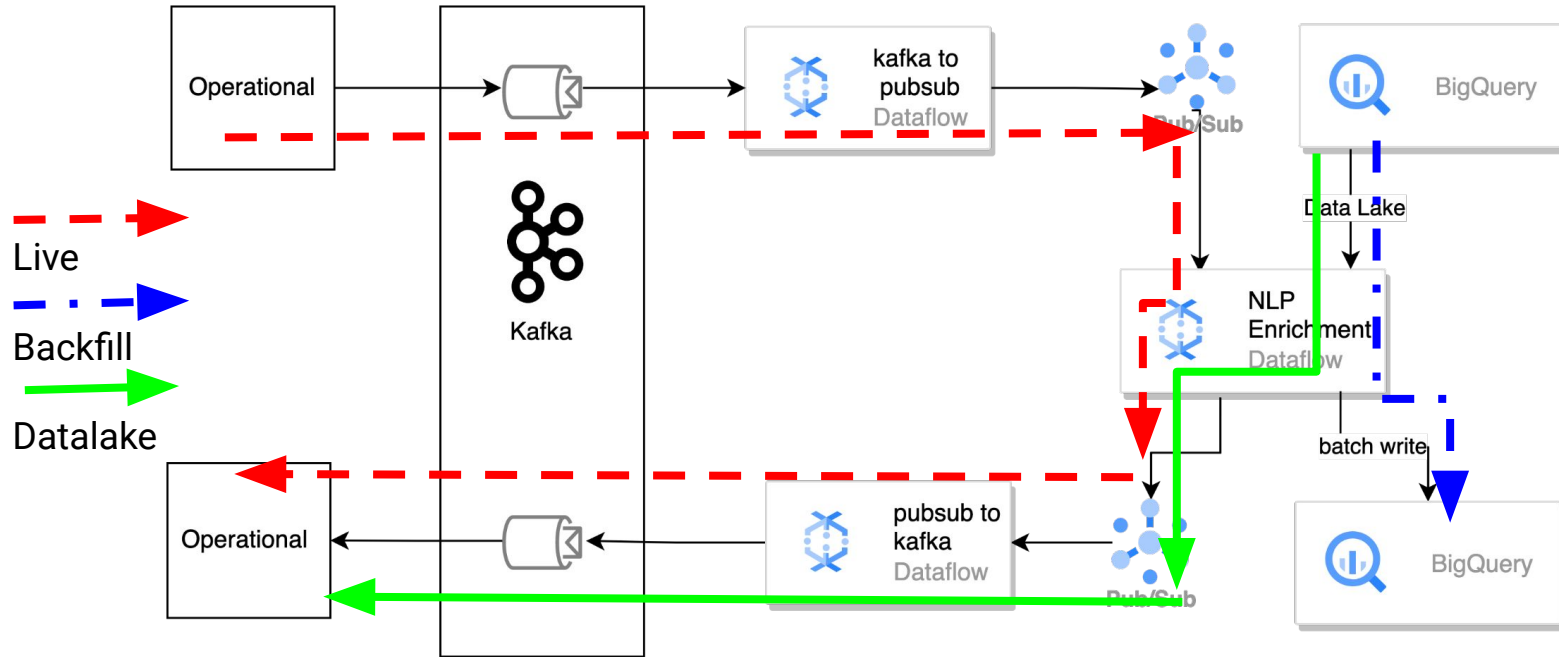 Operational
kafka to
pubsub
Dataflow
Pub/Sub
BigQuery
Live
Backfill
Datalake
Kafka
Data Lake
NLP
Enrichment
Dataflow
batch write
Operational
pubsub to
kafka
Dataflow
Pub/Sub
BigQuery